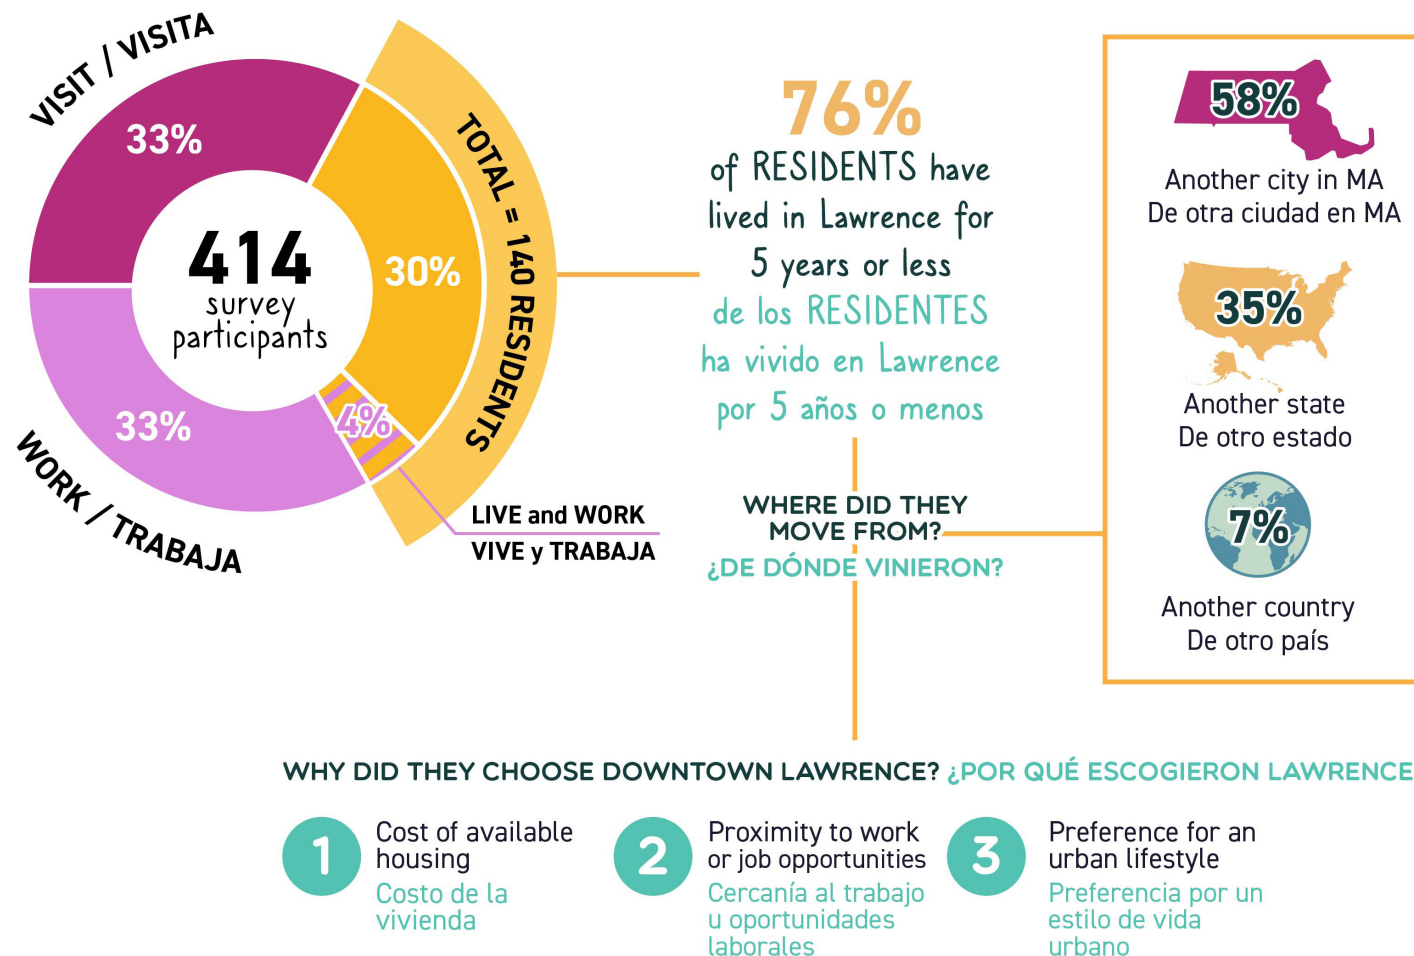 VISIT / VISITA
33%
414
survey
participants
30%
TOTAL = 140 RESIDENTS
4%
33%
WORK / TRABAJA
LIVE and WORK
VIVE y TRABAJA
76%
of RESIDENTS have
lived in Lawrence for
5 years or less
de los RESIDENTES
ha vivido en Lawrence
por 5 años o menos
WHERE DID THEY
MOVE FROM?
¿DE DÓNDE VINIERON?
58%
Another city in MA
De otra ciudad en MA
35%
Another state
De otro estado
7%
Another country
De otro país
WHY DID THEY CHOOSE DOWNTOWN LAWRENCE? ¿POR QUÉ ESCOGIERON LAWRENCE
1
Cost of available
housing
Costo de la
vivienda
2
Proximity to work
or job opportunities
Cercanía al trabajo
u oportunidades
laborales
3
Preference for an
urban lifestyle
Preferencia por un
estilo de vida
urbano